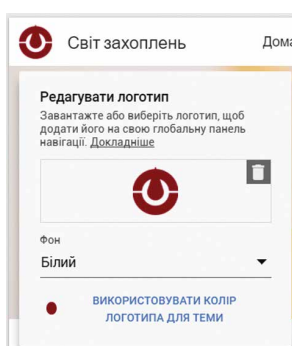 Світ захоплень
Дома
Редагувати логотип
Завантажте або виберіть логотип, щоб
додати його на свою глобальну панель
навігації. Докладніше
Фон
Білий
ВИКОРИСТОВУВАТИ КОЛІР
ЛОГОТИПА ДЛЯ ТЕМИ